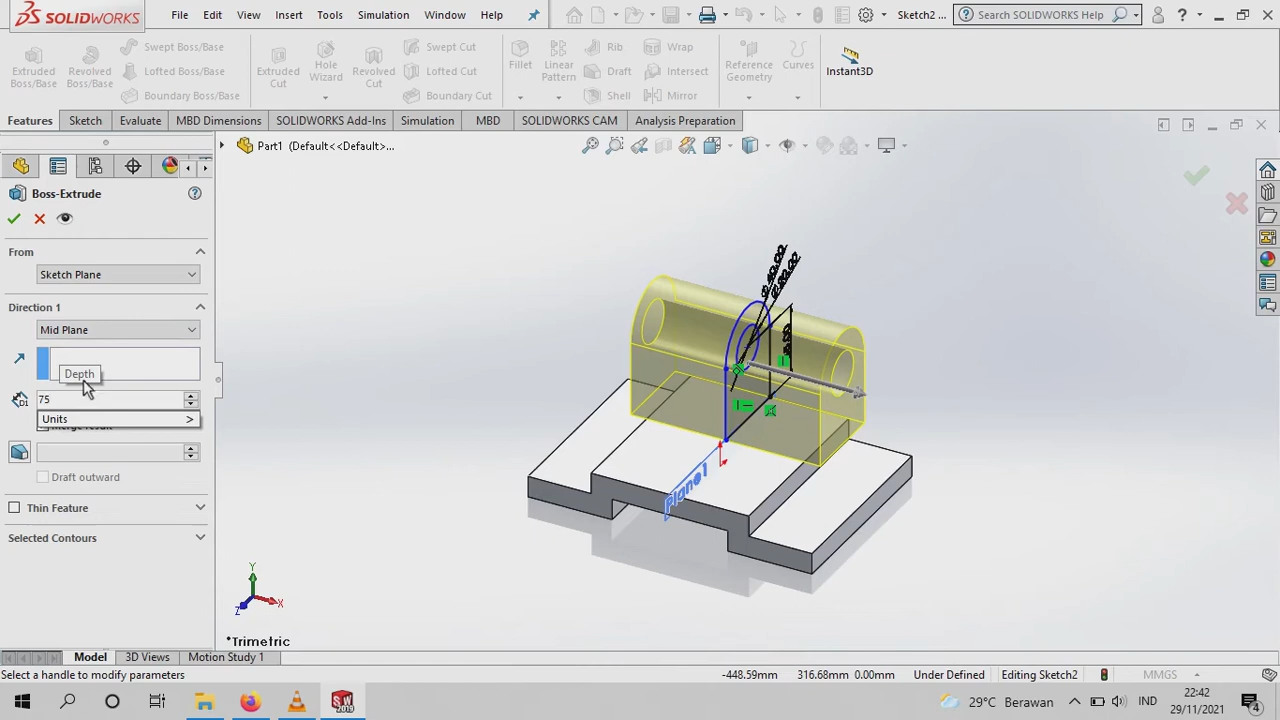 SOLIDWORKS
File Edit View Insert Tools Simulation Window Help
Sketch2 ...
Search SOLIDWORKS Help
Extruded Boss/Base
Revolved Boss/Base
Swept Boss/Base
Lofted Boss/Base
Boundary Boss/Base
Extruded Cut
Hole Wizard
Revolved Cut
Swept Cut
Lofted Cut
Boundary Cut
Fillet
Linear Pattern
Rib
Draft
Shell
Wrap
Intersect
Mirror
Reference Geometry
Curves
Instant3D
Features Sketch Evaluate MBD Dimensions SOLIDWORKS Add-Ins Simulation MBD SOLIDWORKS CAM Analysis Preparation
Part1 (Default<<Default>...
Boss-Extrude
From
Sketch Plane
Direction 1
Mid Plane
Depth
75
Units >
Merge result
Draft outward
Thin Feature
Selected Contours
Plane1
Y
Z
X
*Trimetric
Model 3D Views Motion Study 1
Select a handle to modify parameters
-448.59mm 316.68mm 0.00mm Under Defined Editing Sketch2 MMGS
29°C Berawan
IND
22:42
29/11/2021
4
SW
2019